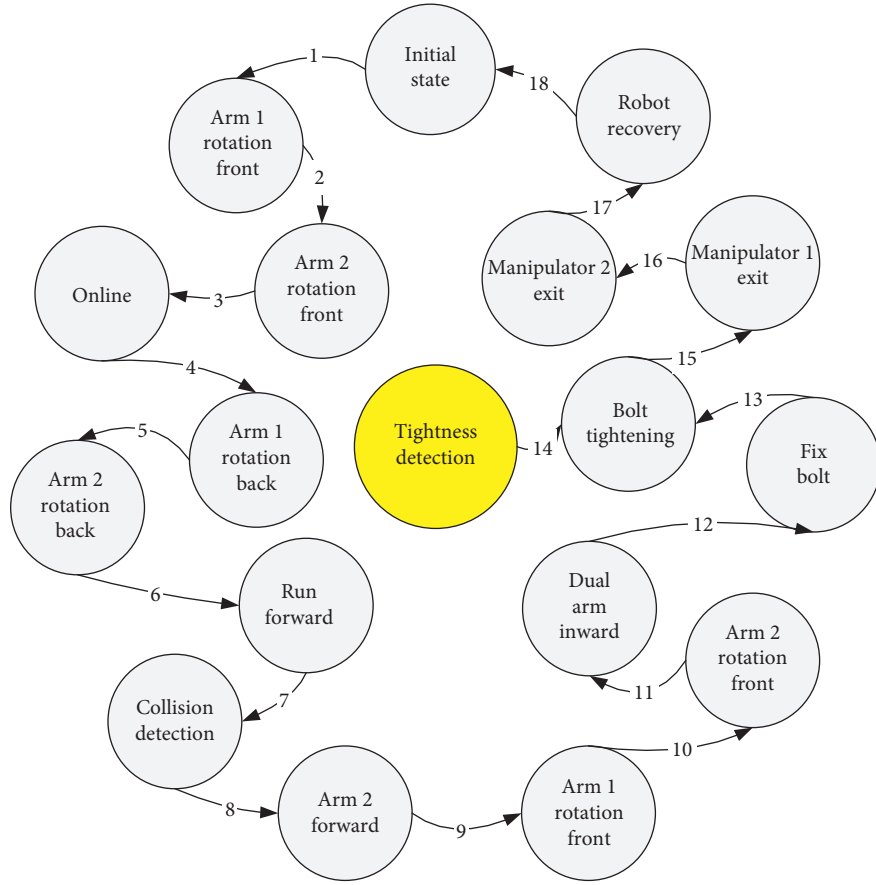 Initial
state
1
Arm 1
rotation
front
2
Arm 2
rotation
front
3
Online
4
Arm 1
rotation
back
5
Arm 2
rotation
back
6
Run
forward
7
Collision
detection
8
Arm 2
forward
9
Arm 1
rotation
front
10
Arm 2
rotation
front
11
Dual
arm
inward
12
Fix
bolt
13
Bolt
tightening
14
Tightness
detection
15
Manipulator 1
exit
16
Manipulator 2
exit
17
Robot
recovery
18